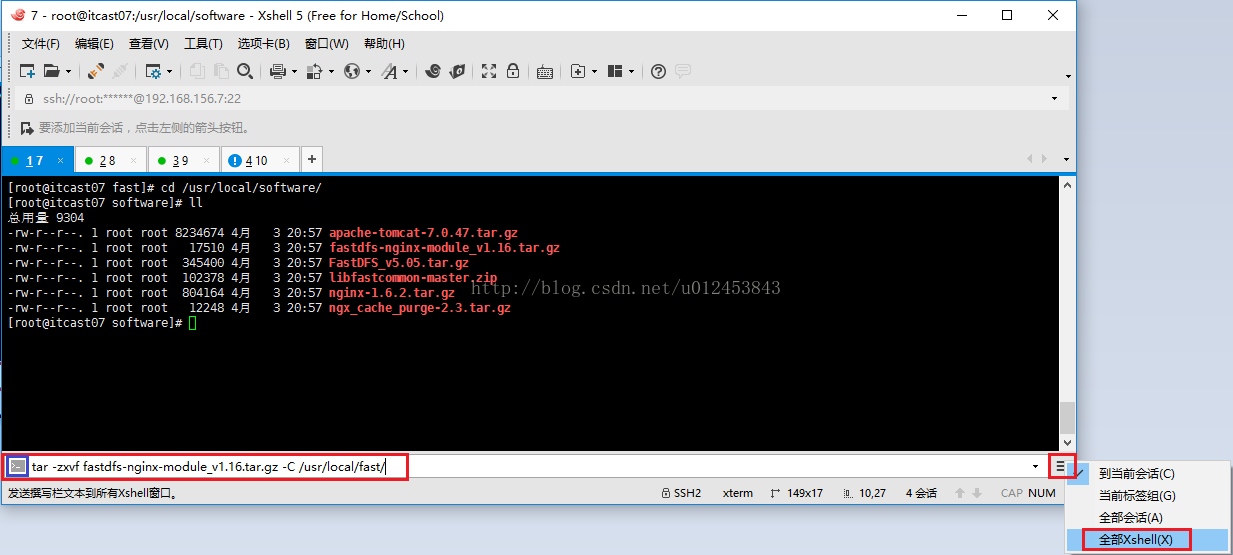 7 - root@itcast07:/usr/local/software - Xshell 5 (Free for Home/School)
文件(F) 编辑(E) 查看(V) 工具(T) 选项卡(B) 窗口(W) 帮助(H)
ssh://root:******@192.168.156.7:22
要添加当前会话，点击左侧的箭头按钮。
1 7 × 2 8 × 3 9 × 4 10 × +
[root@itcast07 fast]# cd /usr/local/software/
[root@itcast07 software]# ll
总用量 9304
-rw-r--r--. 1 root root 8234674 4月 3 20:57 apache-tomcat-7.0.47.tar.gz
-rw-r--r--. 1 root root 17510 4月 3 20:57 fastdfs-nginx-module_v1.16.tar.gz
-rw-r--r--. 1 root root 345400 4月 3 20:57 FastDFS_v5.05.tar.gz
-rw-r--r--. 1 root root 102378 4月 3 20:57 libfastcommon-master.zip
http://blog.csdn.net/u012453843
-rw-r--r--. 1 root root 804164 4月 3 20:57 nginx-1.6.2.tar.gz
-rw-r--r--. 1 root root 12248 4月 3 20:57 ngx_cache_purge-2.3.tar.gz
[root@itcast07 software]#
tar -zxvf fastdfs-nginx-module_v1.16.tar.gz -C /usr/local/fast/
发送撰写栏文本到所有Xshell窗口。 SSH2 xterm 149x17 10,27 4 会话 CAP NUM
到当前会话(C)
当前标签组(G)
全部会话(A)
全部Xshell(X)